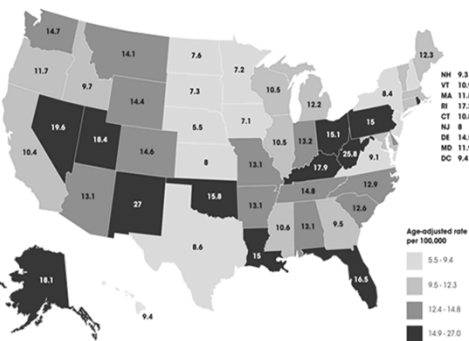 14.7
14.1
7.6
7.2
12.3
11.7
9.7
14.4
7.3
10.5
12.2
8.4
19.6
18.4
14.6
5.5
7.1
10.5
13.2
15.1
15
10.4
8
13.1
17.9
25.8
9.1
13.1
27
15.8
13.1
14.8
12.9
12.6
8.6
15
10.6
13.1
9.5
16.5
18.1
9.4
NH 9.3
VT
MA
RI
CT
NJ 8
DE
MD
DC 9.4
Age-adjusted rate
per 100,000
5.5 - 9.4
9.5 - 12.3
12.4 - 14.8
14.9 - 27.0